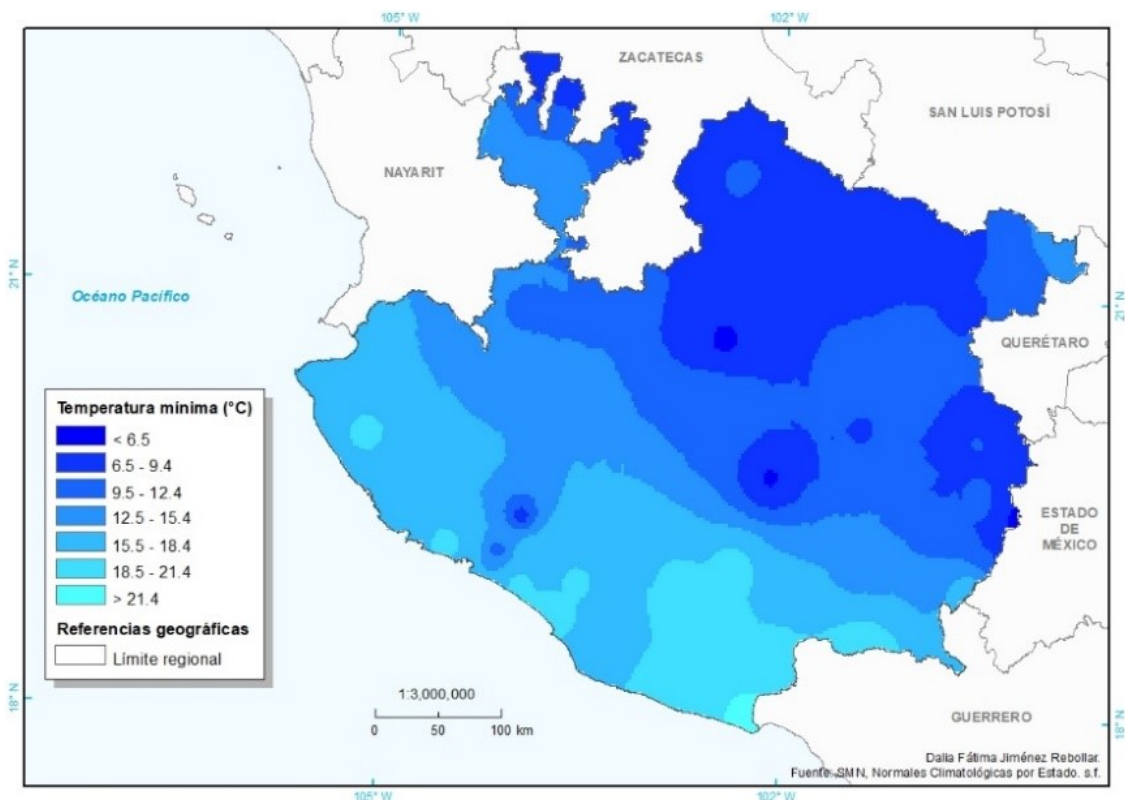 105° W
102° W
ZACATECAS
SAN LUIS POTOSÍ
NAYARIT
21° N
Océano Pacífico
21° N
QUERÉTARO
Temperatura mínima (°C)
< 6.5
6.5 - 9.4
9.5 - 12.4
12.5 - 15.4
15.5 - 18.4
18.5 - 21.4
> 21.4
Referencias geográficas
Límite regional
ESTADO
DE
MÉXICO
1:3,000,000
0 50 100 km
18° N
GUERRERO
18° N
Dalia Fátima Jiménez Rebollar.
Fuente: SMN, Normales Climatológicas por Estado. s.f.
105° W
102° W